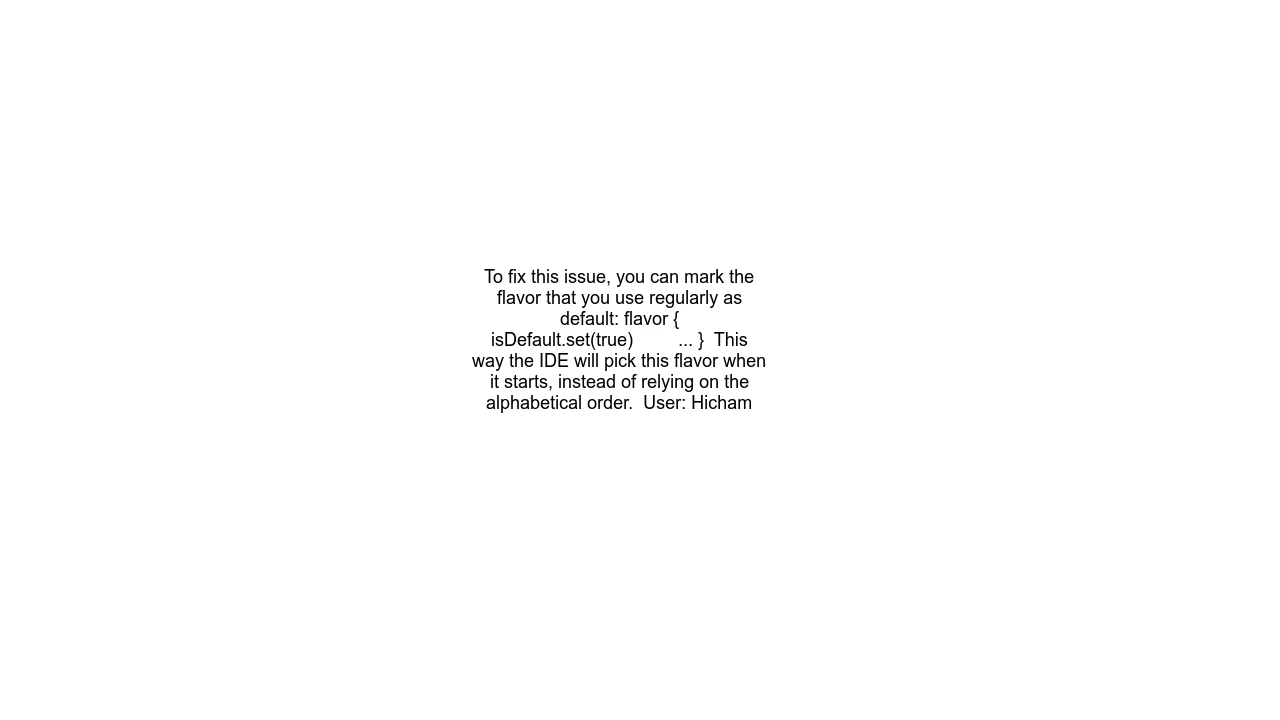 To fix this issue, you can mark the
flavor that you use regularly as
default: flavor {
isDefault.set(true)         ... }  This
way the IDE will pick this flavor when
it starts, instead of relying on the
alphabetical order.  User: Hicham